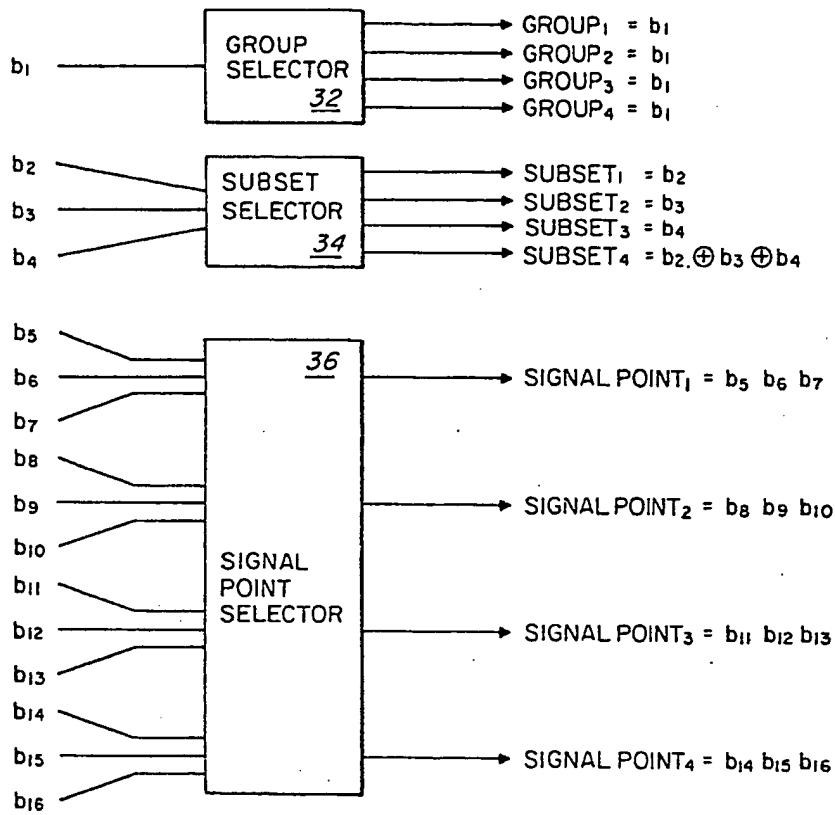 b₁
GROUP
SELECTOR
32
GROUP₁ = b₁
GROUP₂ = b₁
GROUP₃ = b₁
GROUP₄ = b₁
b₂
b₃
b₄
SUBSET
SELECTOR
34
SUBSET₁ = b₂
SUBSET₂ = b₃
SUBSET₃ = b₄
SUBSET₄ = b₂.⊕b₃⊕b₄
b₅
b₆
b₇
b₈
b₉
b₁₀
b₁₁
b₁₂
b₁₃
b₁₄
b₁₅
b₁₆
36
SIGNAL
POINT
SELECTOR
SIGNAL POINT₁ = b₅ b₆ b₇
SIGNAL POINT₂ = b₈ b₉ b₁₀
SIGNAL POINT₃ = b₁₁ b₁₂ b₁₃
SIGNAL POINT₄ = b₁₄ b₁₅ b₁₆